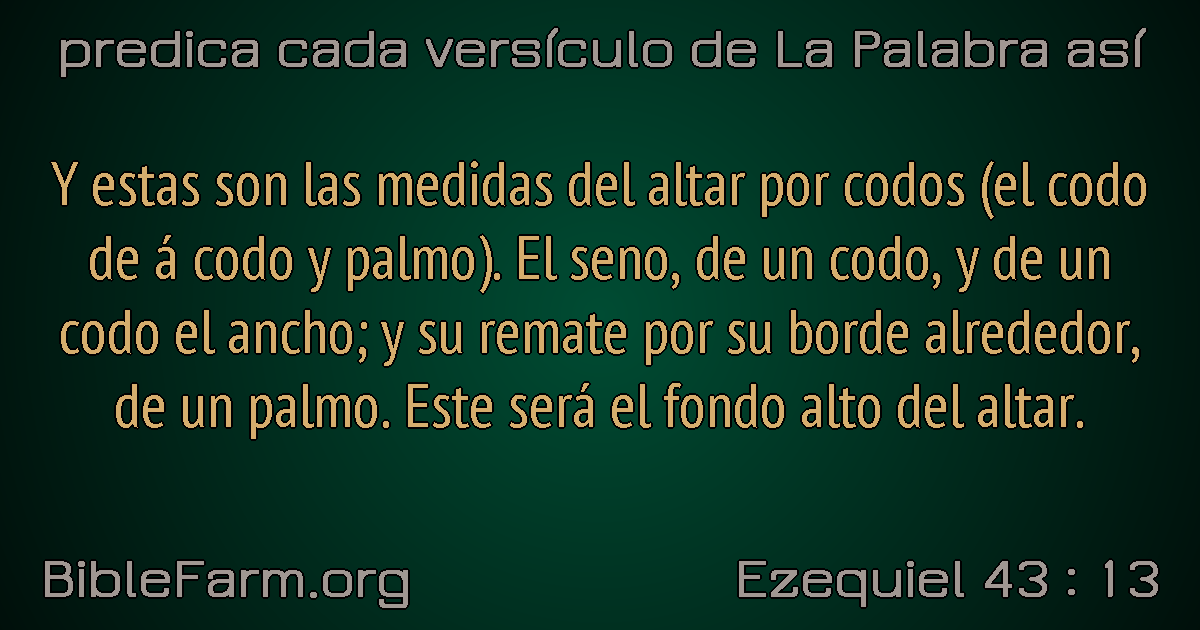 predica cada versículo de La Palabra así
Y estas son las medidas del altar por codos (el codo
de á codo y palmo). El seno, de un codo, y de un
codo el ancho; y su remate por su borde alrededor,
de un palmo. Este será el fondo alto del altar.
BibleFarm.org
Ezequiel 43 : 13